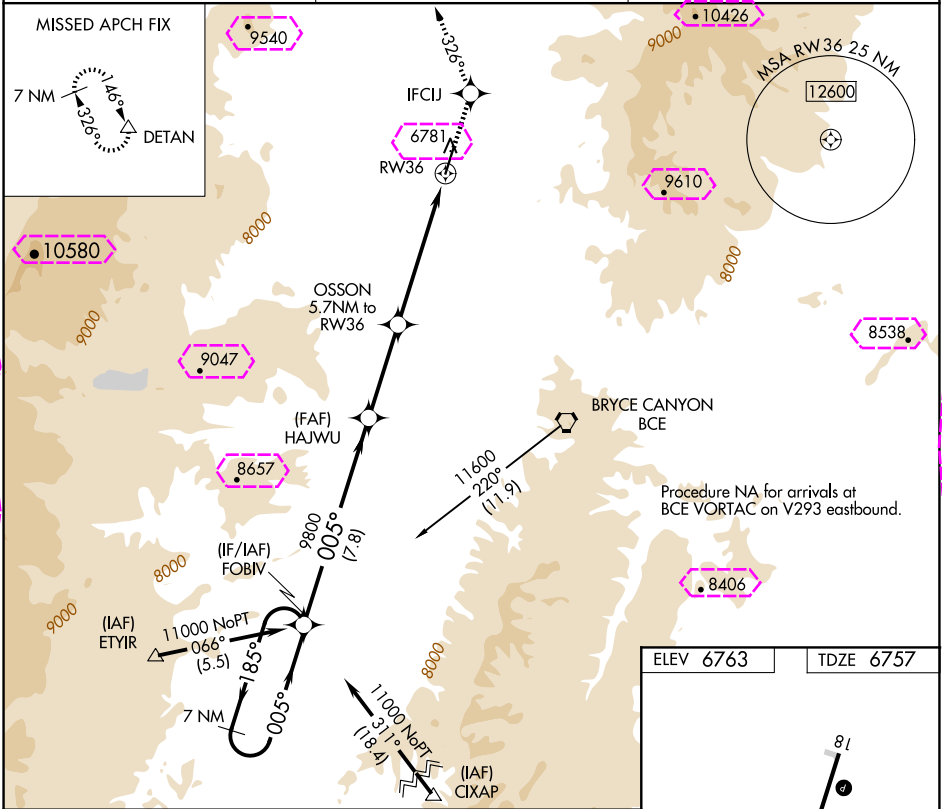 MISSED APCH FIX
7 NM
146°
326°
DETAN
9540
326°
IFCIJ
6781
RW36
10426
9000
MSA RW36 25 NM
12600
9610
8000
10580
8000
9000
OSSON
5.7NM to
RW36
9047
8538
(FAF)
HAJWU
BRYCE CANYON
BCE
8657
11600
220°
(11.9)
Procedure NA for arrivals at
BCE VORTAC on V293 eastbound.
9800
005°
(7.8)
(IF/IAF)
FOBIV
8000
8406
9000
(IAF)
ETYIR
11000 NoPT
066°
(5.5)
185°
005°
7 NM
8000
11000 NoPT
311°
(18.4)
(IAF)
CIXAP
ELEV 6763
TDZE 6757
18
P